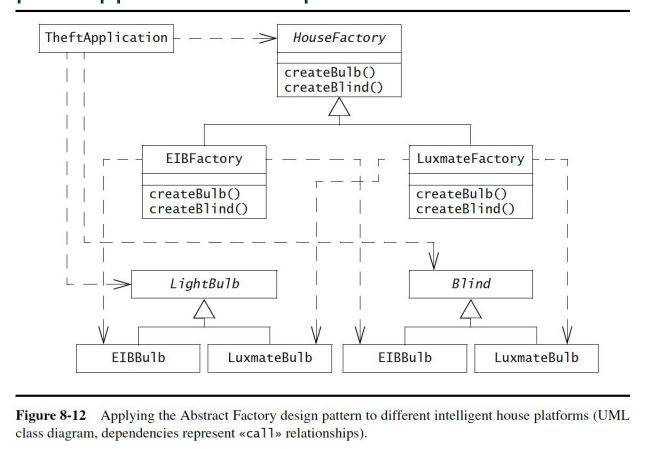 TheftApplication
HouseFactory
createBulb()
createBlind()
EIBFactory
LuxmateFactory
createBulb()
createBlind()
createBulb()
createBlind()
LightBulb
Blind
EIBBulb
LuxmateBulb
EIBBulb
LuxmateBulb
Figure 8-12 Applying the Abstract Factory design pattern to different intelligent house platforms (UML
class diagram, dependencies represent «call» relationships).